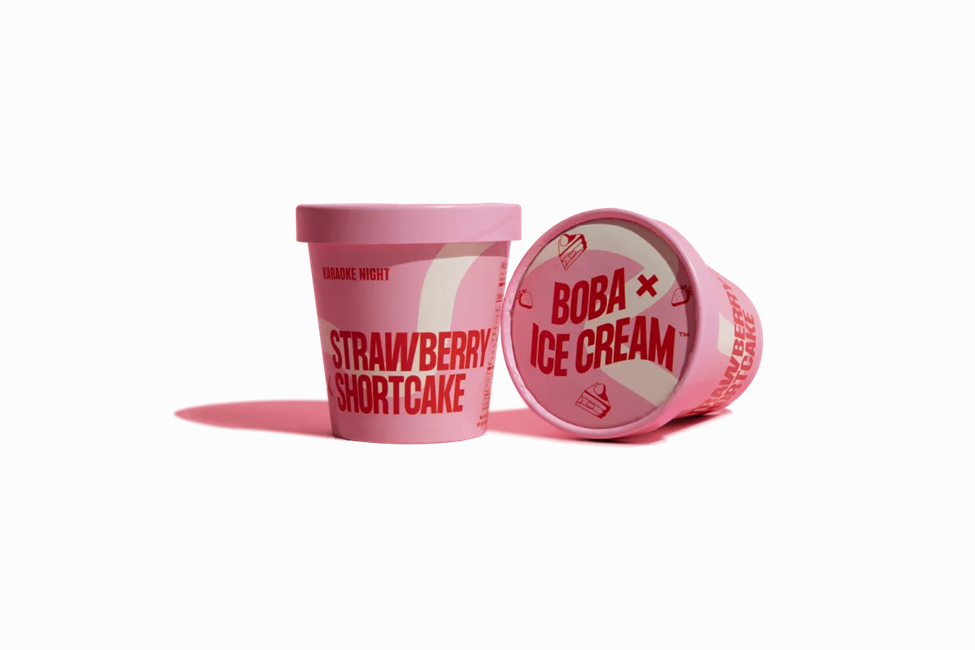 KARAOKE NIGHT
STRAWBERRY
SHORTCAKE
BOBA ×
ICE CREAM™
STRAWBERRY
SHORTCAKE